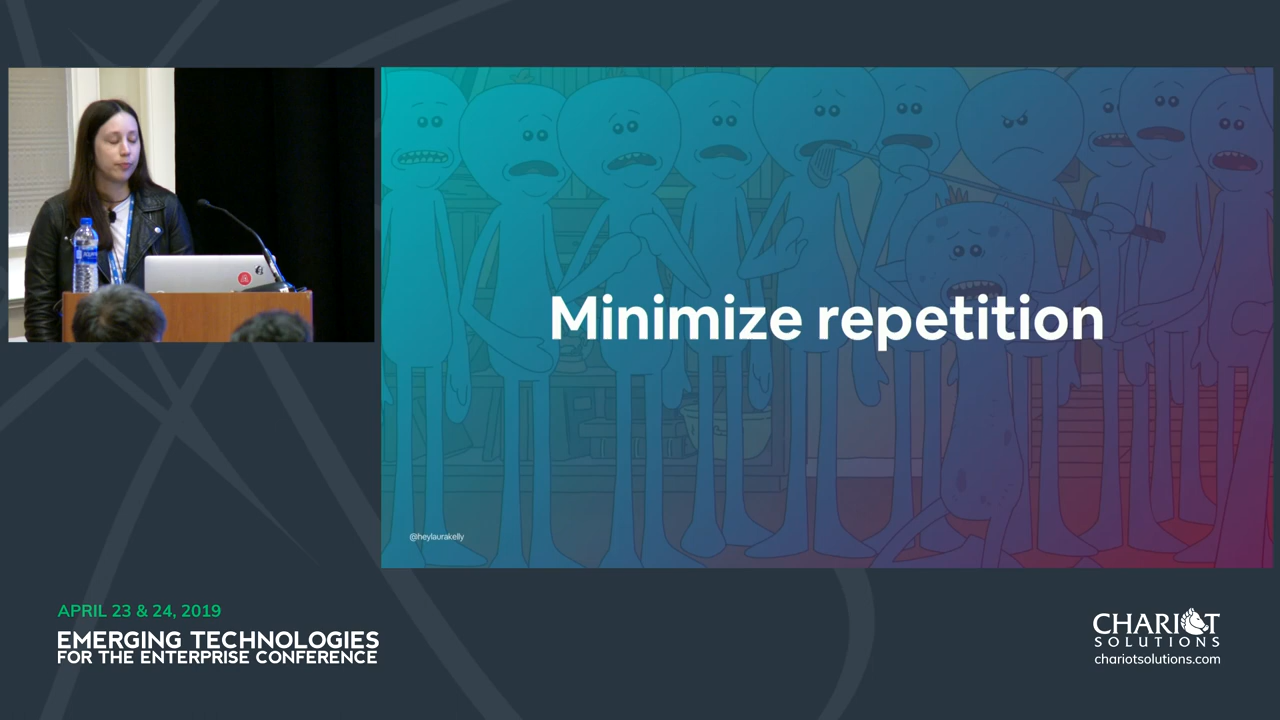 Minimize repetition
@heylaurakelly
APRIL 23 & 24, 2019
EMERGING TECHNOLOGIES
FOR THE ENTERPRISE CONFERENCE
CHARIOT
SOLUTIONS
chariotsolutions.com